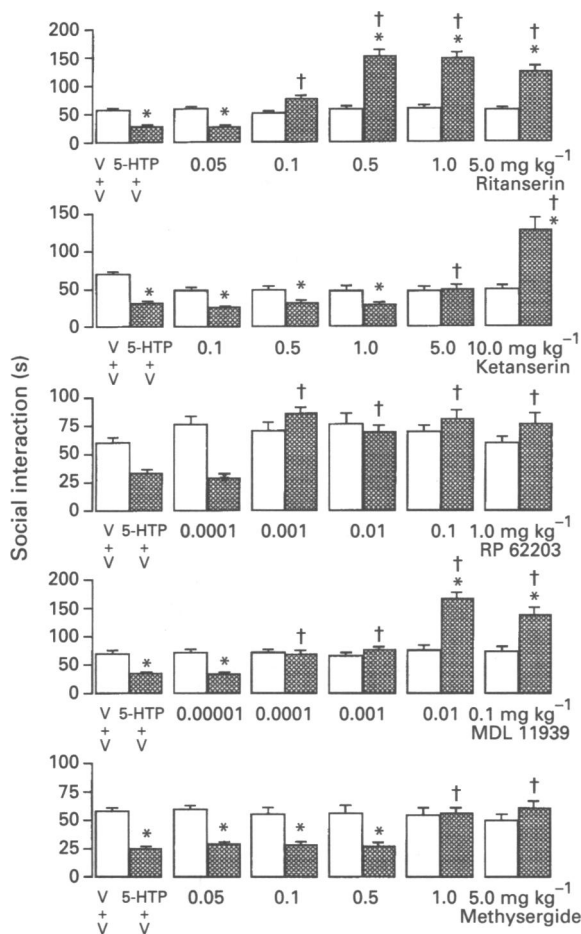 Social interaction (s)
200
150
100
50
0
* * † †* †* †*
V+V 5-HTP+V 0.05 0.1 0.5 1.0 5.0 mg kg⁻¹
Ritanserin
150
100
50
0
* * * * † †*
V+V 5-HTP+V 0.1 0.5 1.0 5.0 10.0 mg kg⁻¹
Ketanserin
100
75
50
25
0
† † † †
V+V 5-HTP+V 0.0001 0.001 0.01 0.1 1.0 mg kg⁻¹
RP 62203
200
150
100
50
0
* * † † †* †*
V+V 5-HTP+V 0.00001 0.0001 0.001 0.01 0.1 mg kg⁻¹
MDL 11939
100
75
50
25
0
* * * * † †
V+V 5-HTP+V 0.05 0.1 0.5 1.0 5.0 mg kg⁻¹
Methysergide